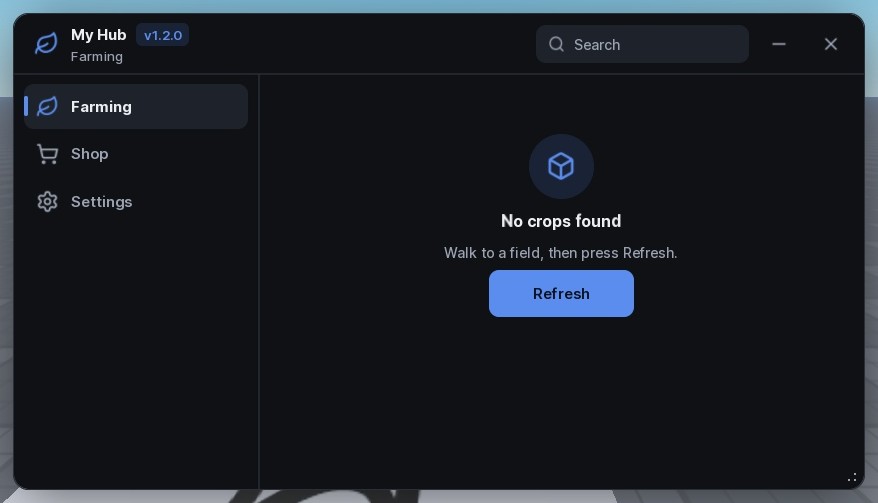 My Hub v1.2.0
Farming
Search
Farming
Shop
Settings
No crops found
Walk to a field, then press Refresh.
Refresh